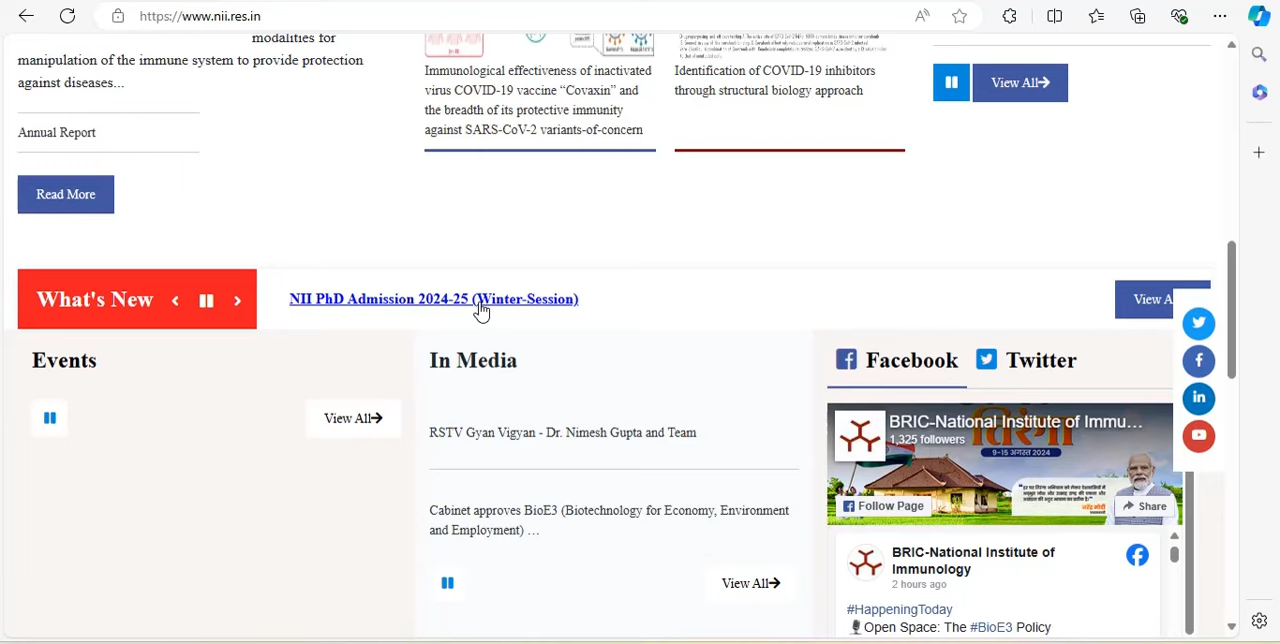 https://www.nii.res.in
modalities for
manipulation of the immune system to provide protection
against diseases...
Annual Report
Read More
Immunological effectiveness of inactivated
virus COVID-19 vaccine “Covaxin” and
the breadth of its protective immunity
against SARS-CoV-2 variants-of-concern
Identification of COVID-19 inhibitors
through structural biology approach
View All
What's New
NII PhD Admission 2024-25 (Winter-Session)
View A
Events
View All
In Media
RSTV Gyan Vigyan - Dr. Nimesh Gupta and Team
Cabinet approves BioE3 (Biotechnology for Economy, Environment
and Employment) …
View All
Facebook
Twitter
BRIC-National Institute of Immu...
1,325 followers
तिरंगा
9-15 अगस्त 2024
Follow Page
Share
BRIC-National Institute of
Immunology
2 hours ago
#HappeningToday
Open Space: The #BioE3 Policy